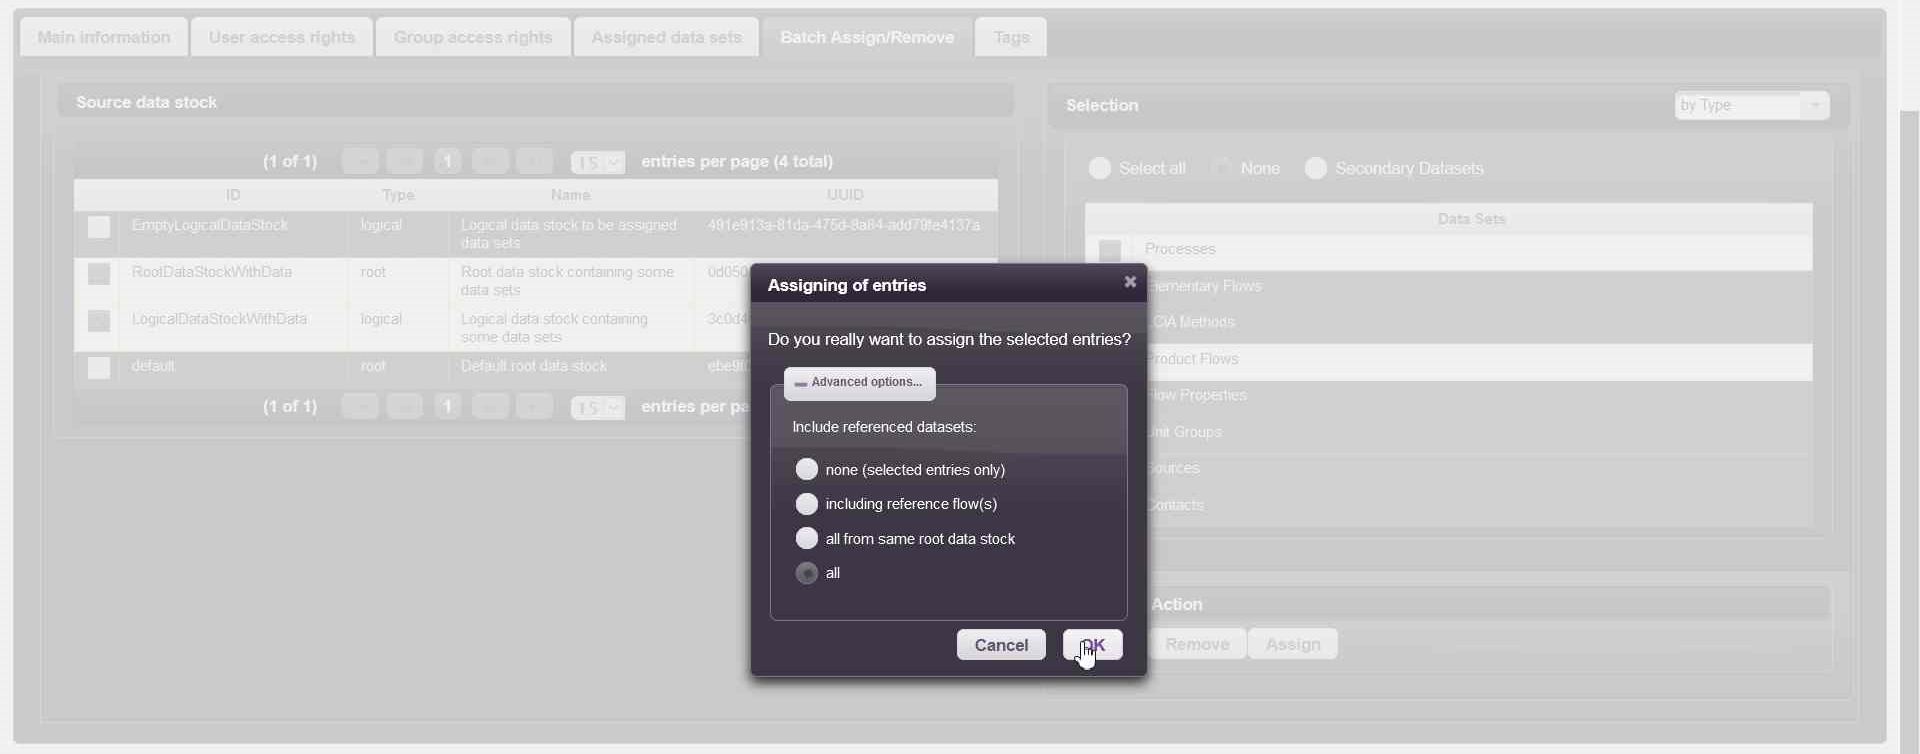 Main information
User access rights
Group access rights
Assigned data sets
Batch Assign/Remove
Tags
Source data stock
(1 of 1) 1 15 entries per page (4 total)
ID Type Name UUID
EmptyLogicalDataStock logical Logical data stock to be assigned 491e913a-81da-475d-8a84-add79fe4137a
data sets
RootDataStockWithData root Root data stock containing some 0d050
data sets
LogicalDataStockWithData logical Logical data stock containing 3c0d4
some data sets
default root Default root data stock
(1 of 1) 1 15 entries per
Selection
by Type
Select all None Secondary Datasets
Data Sets
Processes
Elementary Flows
LCIA Methods
Product Flows
Flow Properties
Unit Groups
Sources
Contacts
Action
Remove Assign
Assigning of entries
Do you really want to assign the selected entries?
Advanced options...
Include referenced datasets:
none (selected entries only)
including reference flow(s)
all from same root data stock
all
Cancel OK